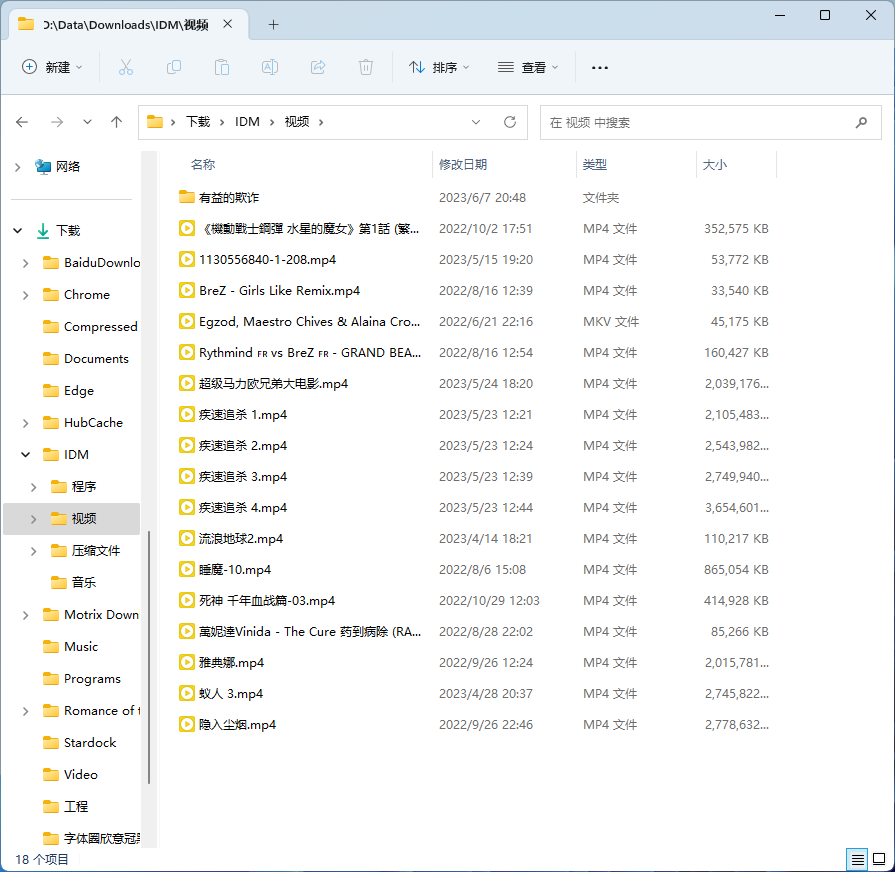 D:\Data\Downloads\IDM\视频
新建
排序
查看
下载 IDM 视频
在 视频 中搜索
网络
下载
BaiduDownlo
Chrome
Compressed
Documents
Edge
HubCache
IDM
程序
视频
压缩文件
音乐
Motrix Down
Music
Programs
Romance of t
Stardock
Video
工程
字体圈欣意冠黑
名称 修改日期 类型 大小
有益的欺诈 2023/6/7 20:48 文件夹
《機動戰士鋼彈 水星的魔女》第1話 (繁... 2022/10/2 17:51 MP4 文件 352,575 KB
1130556840-1-208.mp4 2023/5/15 19:20 MP4 文件 53,772 KB
BreZ - Girls Like Remix.mp4 2022/8/16 12:39 MP4 文件 33,540 KB
Egzod, Maestro Chives & Alaina Cro... 2022/6/21 22:16 MKV 文件 45,175 KB
Rythmind 🇫🇷 vs BreZ 🇫🇷 - GRAND BEA... 2022/8/16 12:54 MP4 文件 160,427 KB
超级马力欧兄弟大电影.mp4 2023/5/24 18:20 MP4 文件 2,039,176...
疾速追杀 1.mp4 2023/5/23 12:21 MP4 文件 2,105,483...
疾速追杀 2.mp4 2023/5/23 12:24 MP4 文件 2,543,982...
疾速追杀 3.mp4 2023/5/23 12:39 MP4 文件 2,749,940...
疾速追杀 4.mp4 2023/5/23 12:44 MP4 文件 3,654,601...
流浪地球2.mp4 2023/4/14 18:21 MP4 文件 110,217 KB
睡魔-10.mp4 2022/8/6 15:08 MP4 文件 865,054 KB
死神 千年血战篇-03.mp4 2022/10/29 12:03 MP4 文件 414,928 KB
萬妮達Vinida - The Cure 药到病除 (RA... 2022/8/28 22:02 MP4 文件 85,266 KB
雅典娜.mp4 2022/9/26 12:24 MP4 文件 2,015,781...
蚁人 3.mp4 2023/4/28 20:37 MP4 文件 2,745,822...
隐入尘烟.mp4 2022/9/26 22:46 MP4 文件 2,778,632...
18 个项目